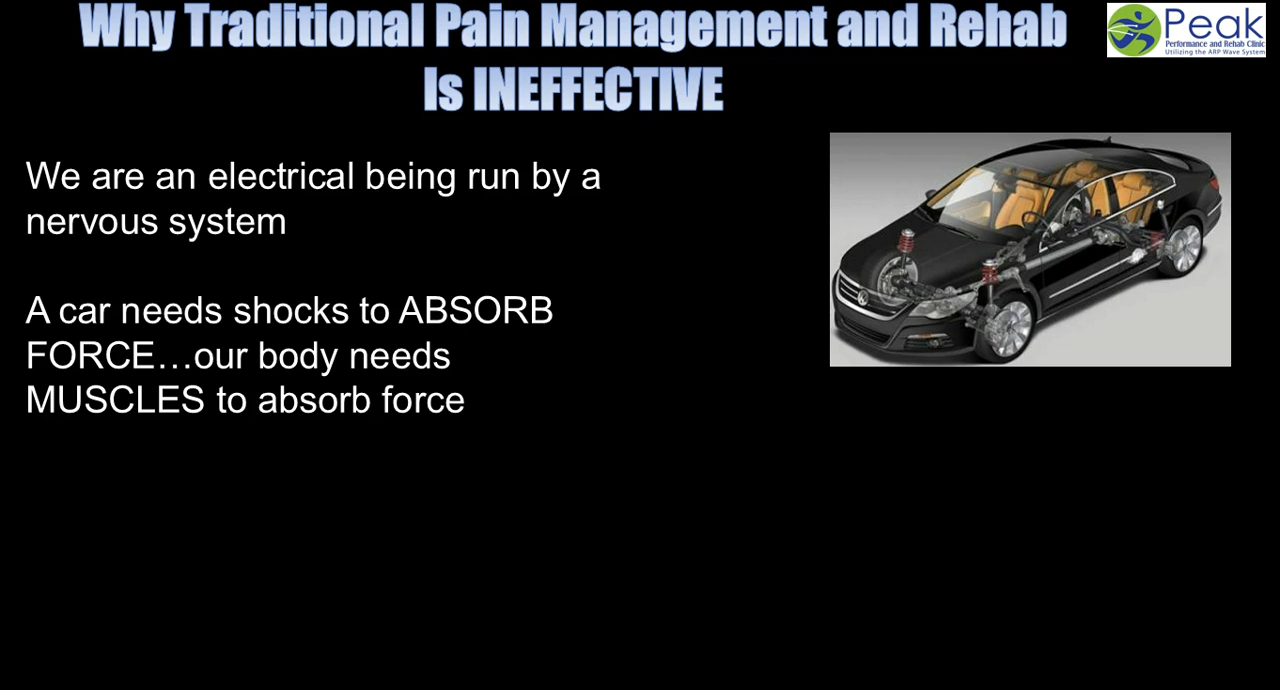 Why Traditional Pain Management and Rehab
Is INEFFECTIVE
Peak
Performance and Rehab Clinic
Utilizing the ARP Wave System
We are an electrical being run by a
nervous system
A car needs shocks to ABSORB
FORCE…our body needs
MUSCLES to absorb force